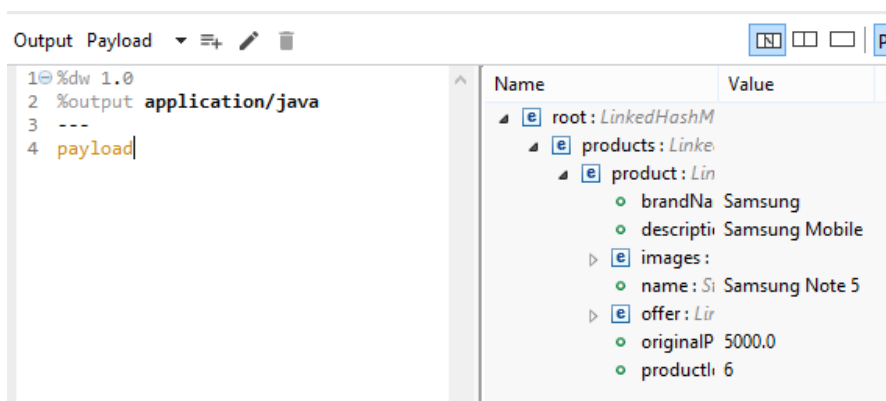 Output Payload
1 %dw 1.0
2 %output application/java
3 ---
4 payload
Name Value
root : LinkedHashM
products : Linke
product : Lin
brandNa Samsung
descripti Samsung Mobile
images :
name : St Samsung Note 5
offer : Lir
originalP 5000.0
productI 6